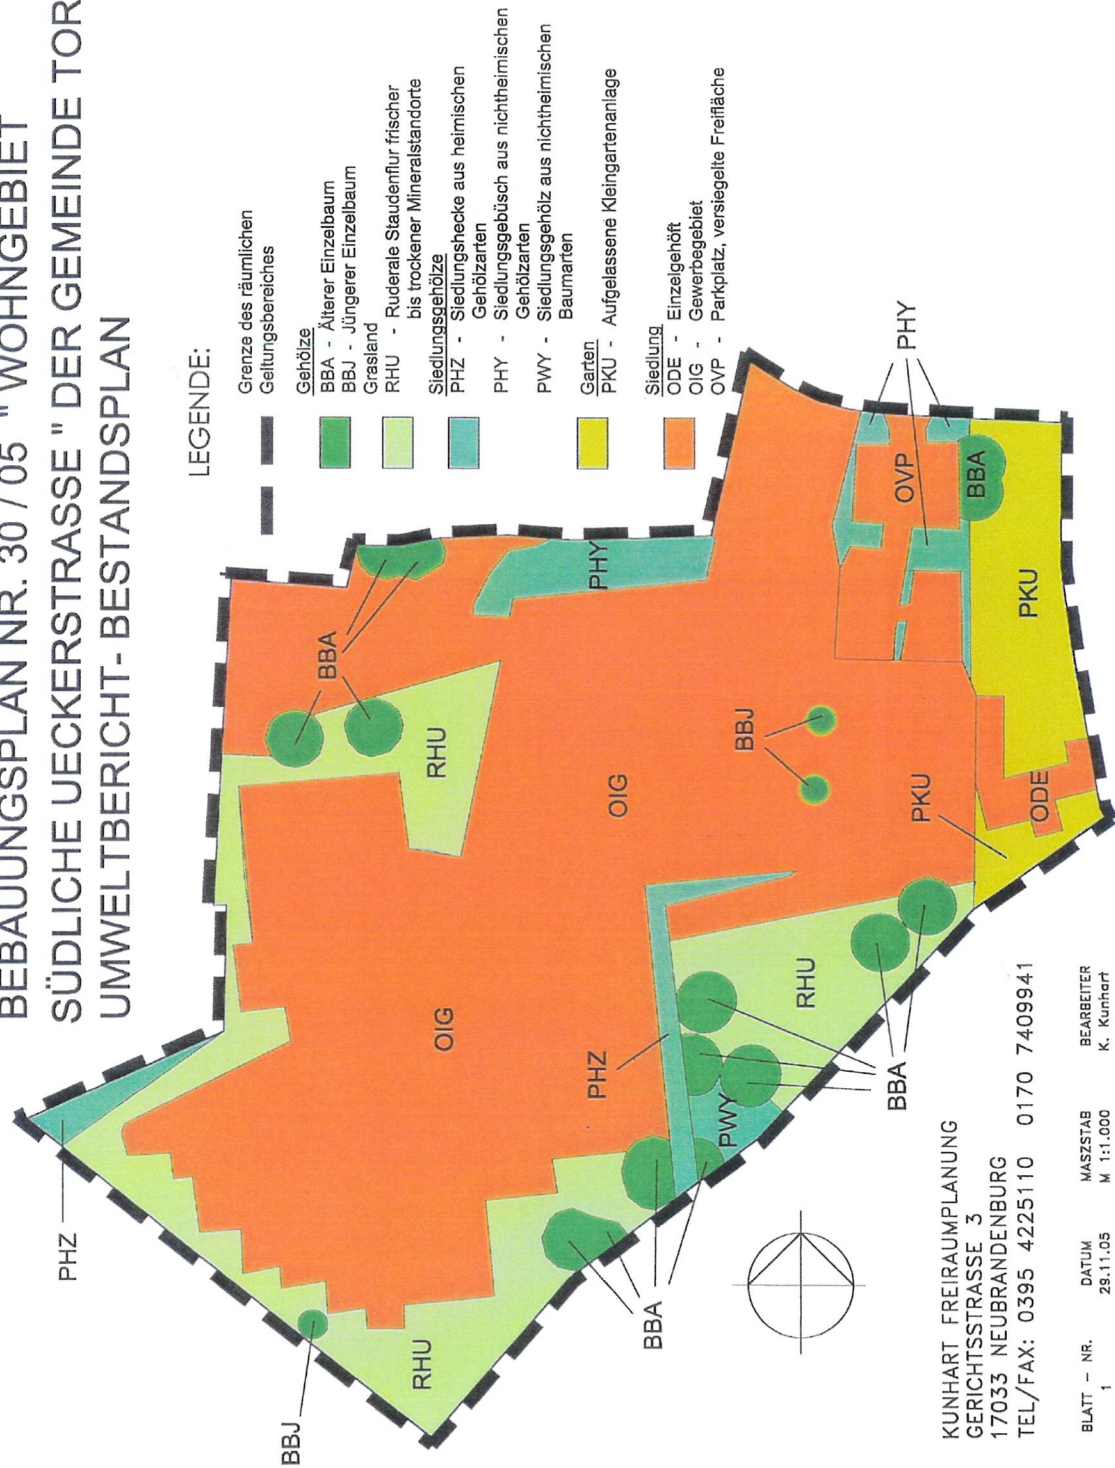 BEBAUUNGSPLAN NR. 30 / 05 " WOHNGEBIET
SÜDLICHE UECKERSTRASSE " DER GEMEINDE TOR
UMWELTBERICHT- BESTANDSPLAN
LEGENDE:
Grenze des räumlichen
Geltungsbereiches
Gehölze
BBA - Älterer Einzelbaum
BBJ - Jüngerer Einzelbaum
Grasland
RHU - Ruderale Staudenflur frischer
bis trockener Mineralstandorte
Siedlungsgehölze
PHZ - Siedlungshecke aus heimischen
Gehölzarten
PHY - Siedlungsgebüsch aus nichtheimischen
Gehölzarten
PWY - Siedlungsgehölz aus nichtheimischen
Baumarten
Garten
PKU - Aufgelassene Kleingartenanlage
Siedlung
ODE - Einzelgehöft
OIG - Gewerbegebiet
OVP - Parkplatz, versiegelte Freifläche
PHZ
BBJ
RHU
OIG
BBA
RHU
BBA
PHY
OIG
PHZ
PWY
BBA
RHU
BBJ
PKU
ODE
PKU
BBA
OVP
PHY
KUNHART FREIRAUMPLANUNG
GERICHTSSTRASSE 3
17033 NEUBRANDENBURG
TEL/FAX: 0395 4225110 0170 7409941
BLATT - NR. DATUM MASZSTAB BEARBEITER
1 29.11.05 M 1:1.000 K. Kunhart